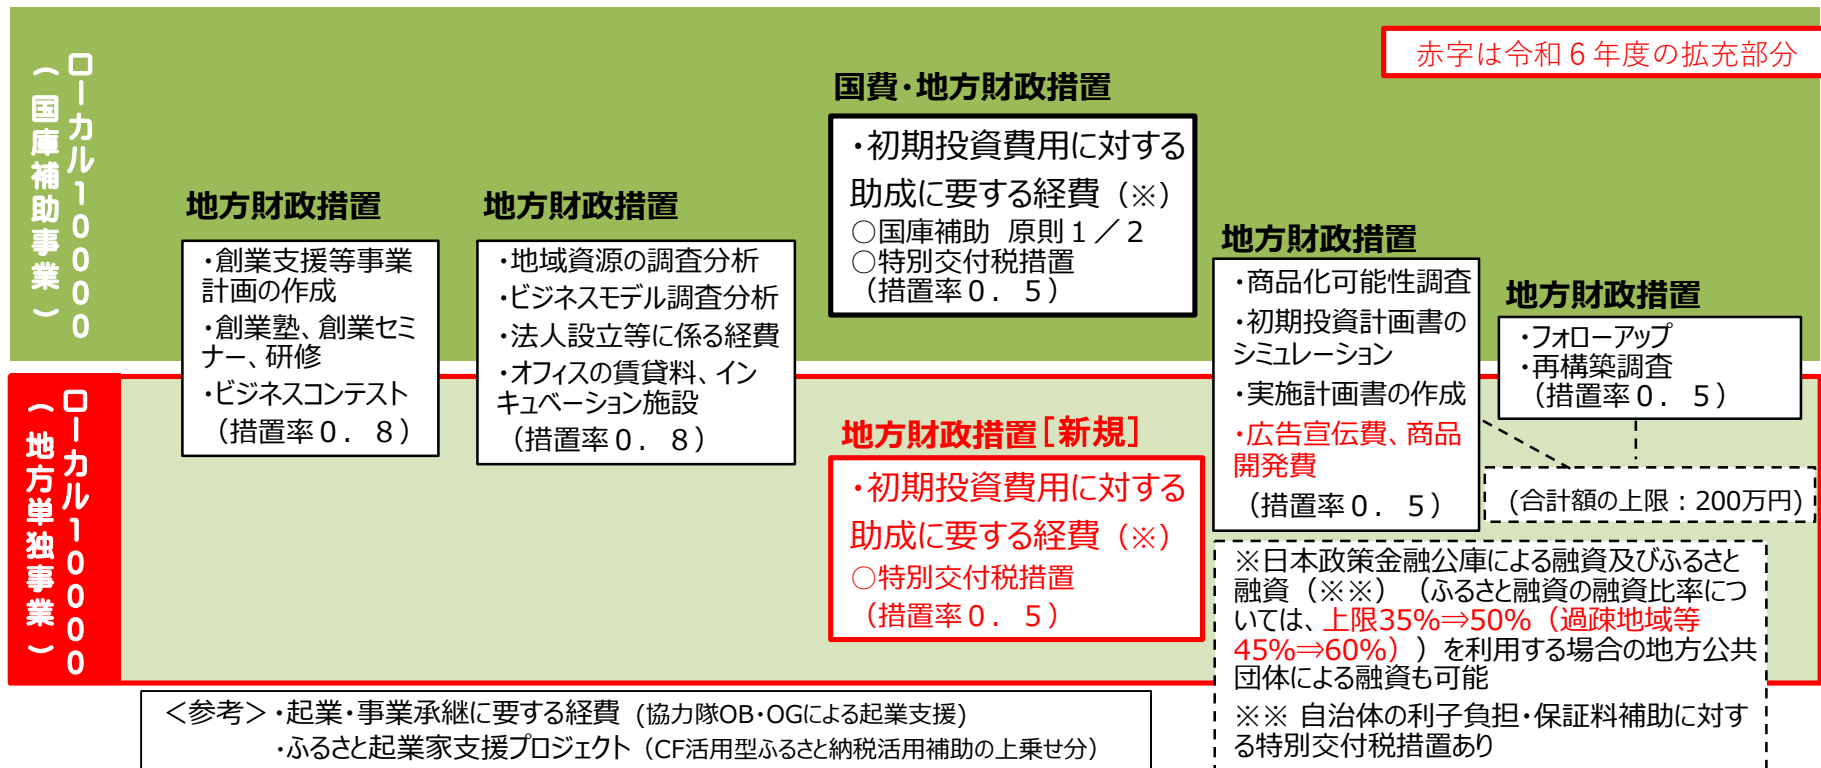 赤字は令和６年度の拡充部分
ローカル１００００
（国庫補助事業）
地方財政措置
・創業支援等事業
計画の作成
・創業塾、創業セミ
ナー、研修
・ビジネスコンテスト
（措置率０．８）
地方財政措置
・地域資源の調査分析
・ビジネスモデル調査分析
・法人設立等に係る経費
・オフィスの賃貸料、イン
キュベーション施設
（措置率０．８）
国費・地方財政措置
・初期投資費用に対する
助成に要する経費（※）
○国庫補助 原則１／２
○特別交付税措置
（措置率０．５）
地方財政措置
・商品化可能性調査
・初期投資計画書の
シミュレーション
・実施計画書の作成
・広告宣伝費、商品
開発費
（措置率０．５）
地方財政措置
・フォローアップ
・再構築調査
（措置率０．５）
(合計額の上限：200万円)
ローカル１００００
（地方単独事業）
地方財政措置［新規］
・初期投資費用に対する
助成に要する経費（※）
○特別交付税措置
（措置率０．５）
※日本政策金融公庫による融資及びふるさと
融資（※※）（ふるさと融資の融資比率につ
いては、上限35%⇒50%（過疎地域等
45%⇒60%））を利用する場合の地方公共
団体による融資も可能
※※ 自治体の利子負担・保証料補助に対す
る特別交付税措置あり
＜参考＞・起業・事業承継に要する経費 (協力隊OB・OGによる起業支援)
・ふるさと起業家支援プロジェクト（CF活用型ふるさと納税活用補助の上乗せ分）